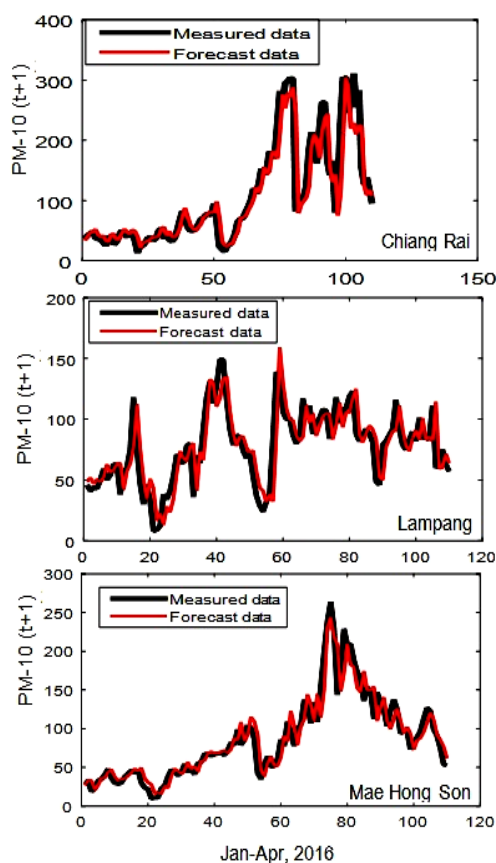 400
Measured data
Forecast data
300
200
100
0
PM-10 (t+1)
Chiang Rai
0
50
100
150
200
Measured data
Forecast data
150
100
50
0
PM-10 (t+1)
Lampang
0
20
40
60
80
100
120
300
Measured data
Forecast data
250
200
150
100
50
0
PM-10 (t+1)
Mae Hong Son
0
20
40
60
80
100
120
Jan-Apr, 2016